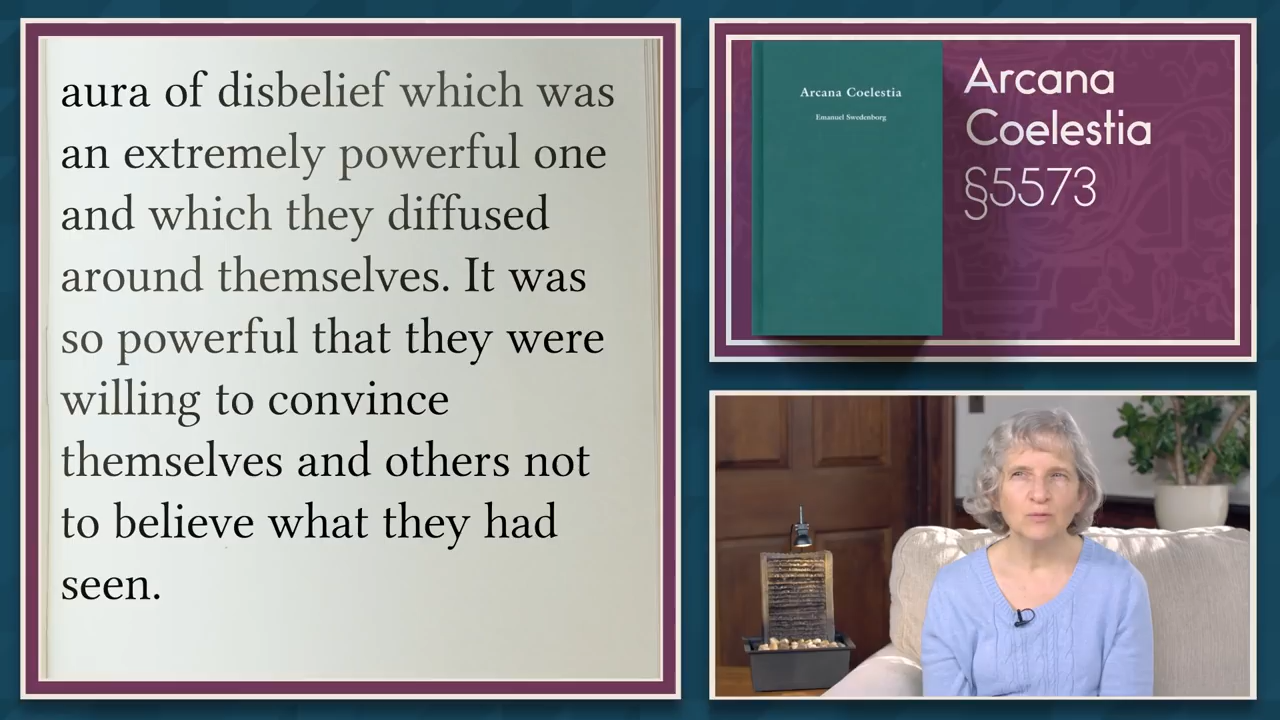 aura of disbelief which was
an extremely powerful one
and which they diffused
around themselves. It was
so powerful that they were
willing to convince
themselves and others not
to believe what they had
seen.
Arcana Coelestia
Emanuel Swedenborg
Arcana
Coelestia
§5573